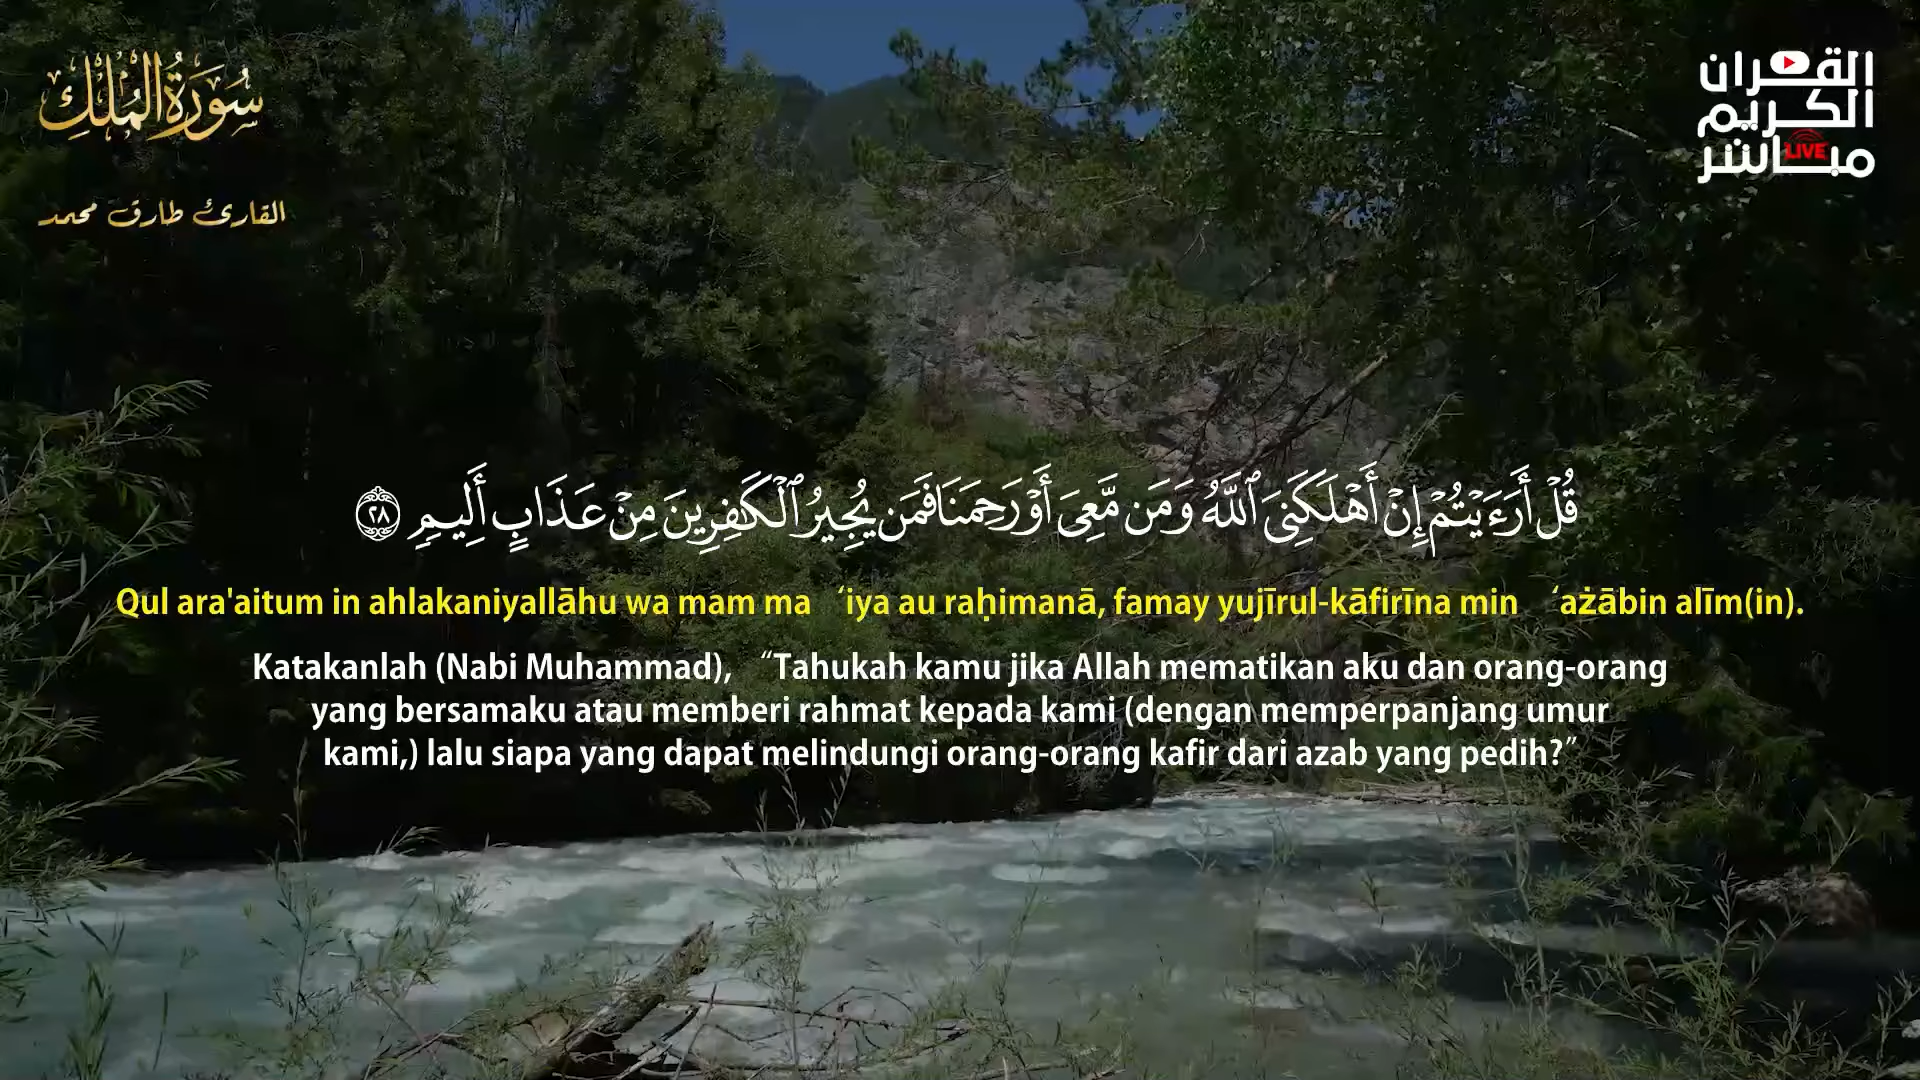 سُورَةُ الْمُلْكِ
القارئ طارق محمد
القرآن
الكريم
مباشر
LIVE
قُلْ أَرَءَيْتُمْ إِنْ أَهْلَكَنِىَ ٱللَّهُ وَمَن مَّعِىَ أَوْ رَحِمَنَا فَمَن يُجِيرُ ٱلْكَٰفِرِينَ مِنْ عَذَابٍ أَلِيمٍ ٢٨
Qul ara'aitum in ahlakaniyallāhu wa mam ma ‘iya au raḥimanā, famay yujīrul-kāfirīna min ‘ażābin alīm(in).
Katakanlah (Nabi Muhammad), “Tahukah kamu jika Allah mematikan aku dan orang-orang
yang bersamaku atau memberi rahmat kepada kami (dengan memperpanjang umur
kami,) lalu siapa yang dapat melindungi orang-orang kafir dari azab yang pedih?”